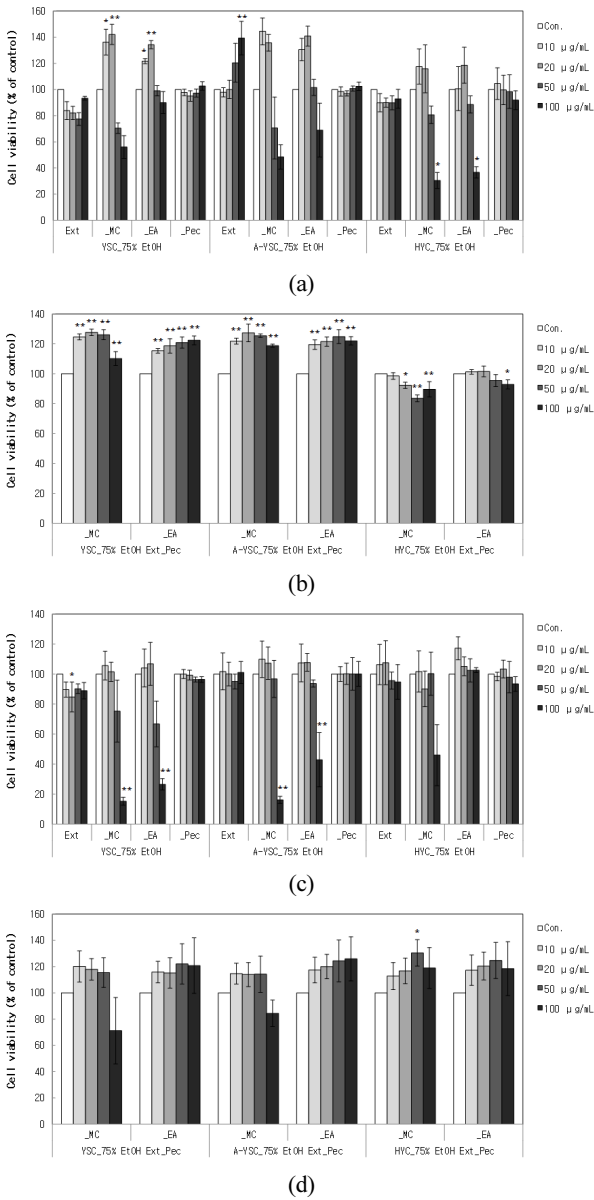 160
140
120
100
80
60
40
20
0
Cell viability (% of control)
* ** * ** ** * *
Con.
10 µg/mL
20 µg/mL
50 µg/mL
100 µg/mL
Ext _MC _EA _Pec Ext _MC _EA _Pec Ext _MC _EA _Pec
YSC_75% EtOH A-YSC_75% EtOH HYC_75% EtOH
(a)
140
120
100
80
60
40
20
0
Cell viability (% of control)
** ** ** ** ** ** ** ** ** ** ** ** ** ** ** ** * ** ** *
Con.
10 µg/mL
20 µg/mL
50 µg/mL
100 µg/mL
_MC _EA _MC _EA _MC _EA
YSC_75% EtOH Ext_Pec A-YSC_75% EtOH Ext_Pec HYC_75% EtOH Ext_Pec
(b)
140
120
100
80
60
40
20
0
Cell viability (% of control)
* ** ** ** **
Con.
10 µg/mL
20 µg/mL
50 µg/mL
100 µg/mL
Ext _MC _EA _Pec Ext _MC _EA _Pec Ext _MC _EA _Pec
YSC_75% EtOH A-YSC_75% EtOH HYC_75% EtOH
(c)
160
140
120
100
80
60
40
20
0
Cell viability (% of control)
*
Con.
10 µg/mL
20 µg/mL
50 µg/mL
100 µg/mL
_MC _EA _MC _EA _MC _EA
YSC_75% EtOH Ext_Pec A-YSC_75% EtOH Ext_Pec HYC_75% EtOH Ext_Pec
(d)